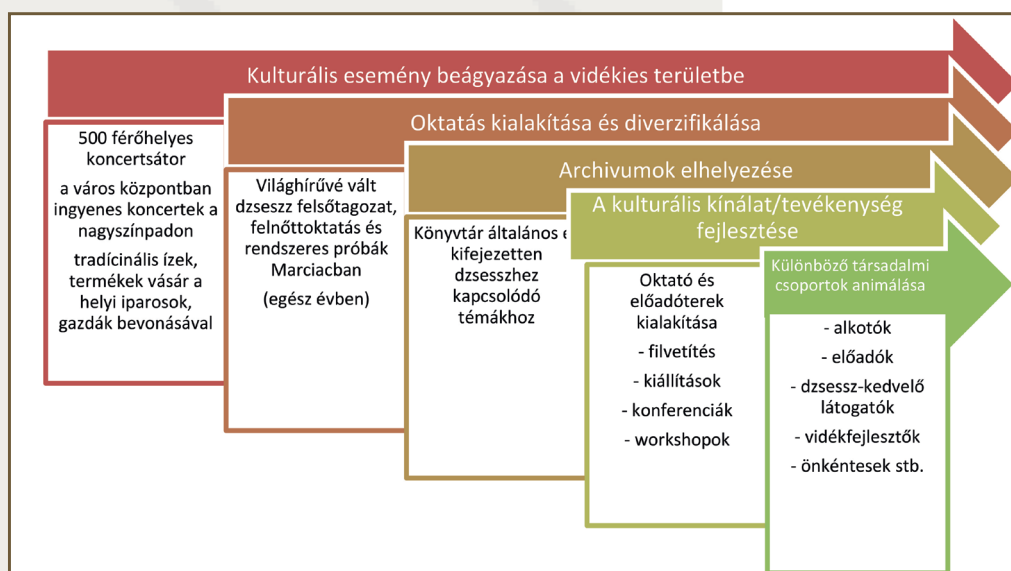 Kulturális esemény beágyazása a vidékies területbe
500 férőhelyes
koncertsátor
a város központban
ingyenes koncertek a
nagyszínpadon
tradícinális ízek,
termékek vásár a
helyi iparosok,
gazdák bevonásával
Oktatás kialakítása és diverzifikálása
Világhírűvé vált
dzseszz felsőtagozat,
felnőttoktatás és
rendszeres próbák
Marciacban
(egész évben)
Archivumok elhelyezése
Könyvtár általános
kifejezetten
dzsesszhez
kapcsolódó
témákhoz
A kulturális kínálat/tevékenység
fejlesztése
Oktató és
előadóterek
kialakítása
- filvetítés
- kiállítások
- konferenciák
- workshopok
Különböző társadalmi
csoportok animálása
- alkotók
- előadók
- dzsessz-kedvelő
látogatók
- vidékfejlesztők
- önkéntesek stb.